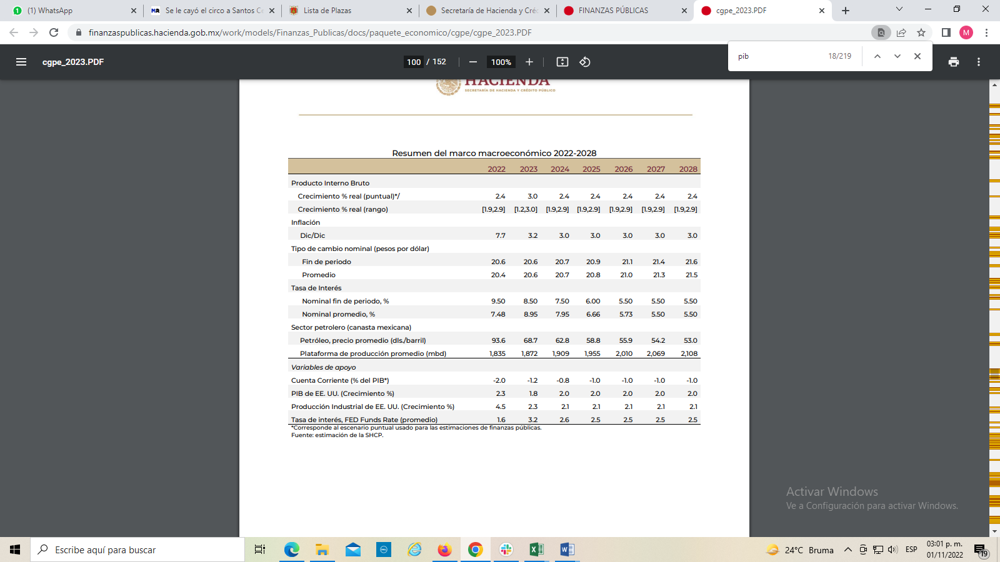 (1) WhatsApp
Se le cayó el circo a Santos Ce
Lista de Plazas
Secretaría de Hacienda y Créd
FINANZAS PÚBLICAS
cgpe_2023.PDF
finanzaspublicas.hacienda.gob.mx/work/models/Finanzas_Publicas/docs/paquete_economico/cgpe/cgpe_2023.PDF
M
cgpe_2023.PDF
100 / 152
100%
pib 18/219
HACIENDA
SECRETARÍA DE HACIENDA Y CRÉDITO PÚBLICO
Resumen del marco macroeconómico 2022-2028
2022 2023 2024 2025 2026 2027 2028
Producto Interno Bruto
Crecimiento % real (puntual)*/ 2.4 3.0 2.4 2.4 2.4 2.4 2.4
Crecimiento % real (rango) [1.9,2.9] [1.2,3.0] [1.9,2.9] [1.9,2.9] [1.9,2.9] [1.9,2.9] [1.9,2.9]
Inflación
Dic/Dic 7.7 3.2 3.0 3.0 3.0 3.0 3.0
Tipo de cambio nominal (pesos por dólar)
Fin de periodo 20.6 20.6 20.7 20.9 21.1 21.4 21.6
Promedio 20.4 20.6 20.7 20.8 21.0 21.3 21.5
Tasa de Interés
Nominal fin de periodo, % 9.50 8.50 7.50 6.00 5.50 5.50 5.50
Nominal promedio, % 7.48 8.95 7.95 6.66 5.73 5.50 5.50
Sector petrolero (canasta mexicana)
Petróleo, precio promedio (dls./barril) 93.6 68.7 62.8 58.8 55.9 54.2 53.0
Plataforma de producción promedio (mbd) 1,835 1,872 1,909 1,955 2,010 2,069 2,108
Variables de apoyo
Cuenta Corriente (% del PIB*) -2.0 -1.2 -0.8 -1.0 -1.0 -1.0 -1.0
PIB de EE. UU. (Crecimiento %) 2.3 1.8 2.0 2.0 2.0 2.0 2.0
Producción Industrial de EE. UU. (Crecimiento %) 4.5 2.3 2.1 2.1 2.1 2.1 2.1
Tasa de interés, FED Funds Rate (promedio) 1.6 3.2 2.6 2.5 2.5 2.5 2.5
*Corresponde al escenario puntual usado para las estimaciones de finanzas públicas.
Fuente: estimación de la SHCP.
Activar Windows
Ve a Configuración para activar Windows.
Escribe aquí para buscar
24°C Bruma
ESP
03:01 p. m.
01/11/2022
19